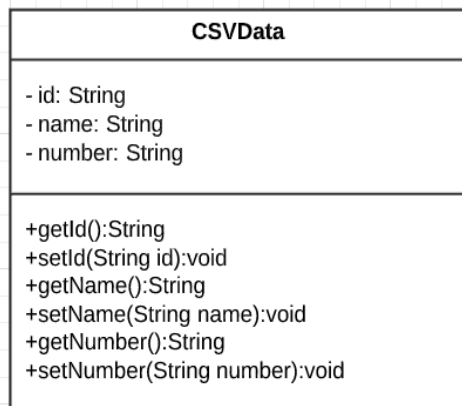 CSVData
- id: String
- name: String
- number: String
+getId():String
+setId(String id):void
+getName():String
+setName(String name):void
+getNumber():String
+setNumber(String number):void